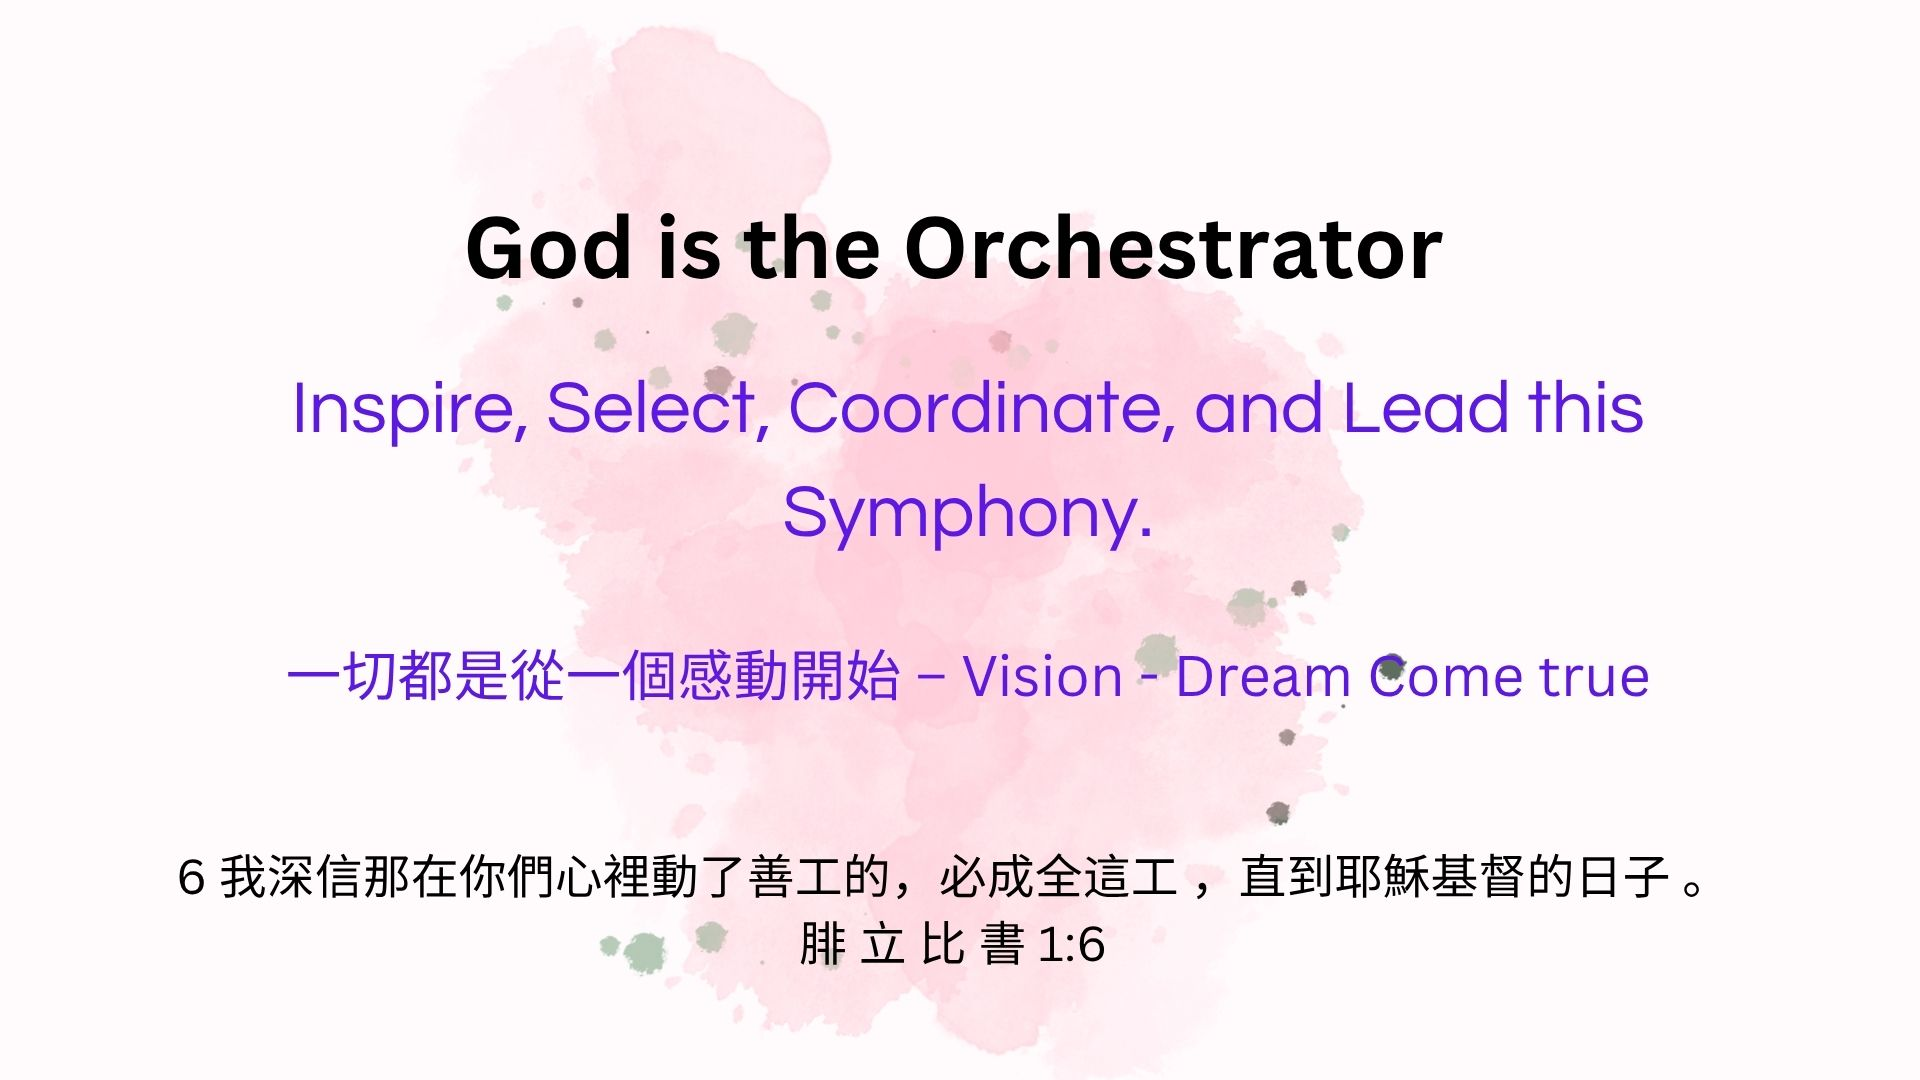 God is the Orchestrator
Inspire, Select, Coordinate, and Lead this
Symphony.
一切都是從一個感動開始 – Vision - Dream Come true
6 我深信那在你們心裡動了善工的，必成全這工 ，直到耶穌基督的日子 。
腓 立 比 書 1:6